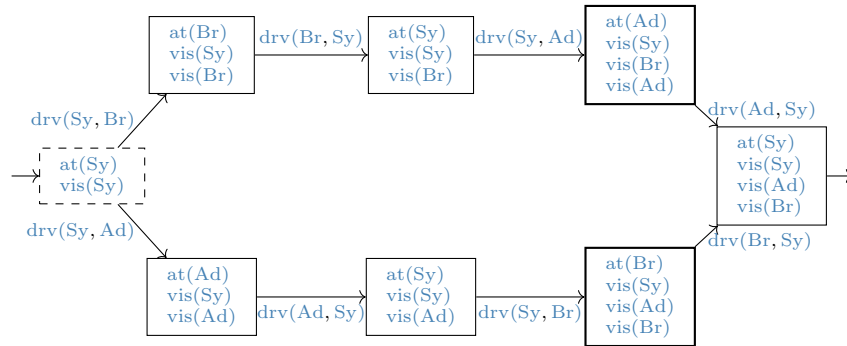 at(Br)
vis(Sy)
vis(Br)
drv(Br, Sy)
at(Sy)
vis(Sy)
vis(Br)
drv(Sy, Ad)
at(Ad)
vis(Sy)
vis(Br)
vis(Ad)
drv(Sy, Br)
drv(Ad, Sy)
at(Sy)
vis(Sy)
at(Sy)
vis(Sy)
vis(Ad)
vis(Br)
drv(Sy, Ad)
drv(Br, Sy)
at(Ad)
vis(Sy)
vis(Ad)
drv(Ad, Sy)
at(Sy)
vis(Sy)
vis(Ad)
drv(Sy, Br)
at(Br)
vis(Sy)
vis(Ad)
vis(Br)